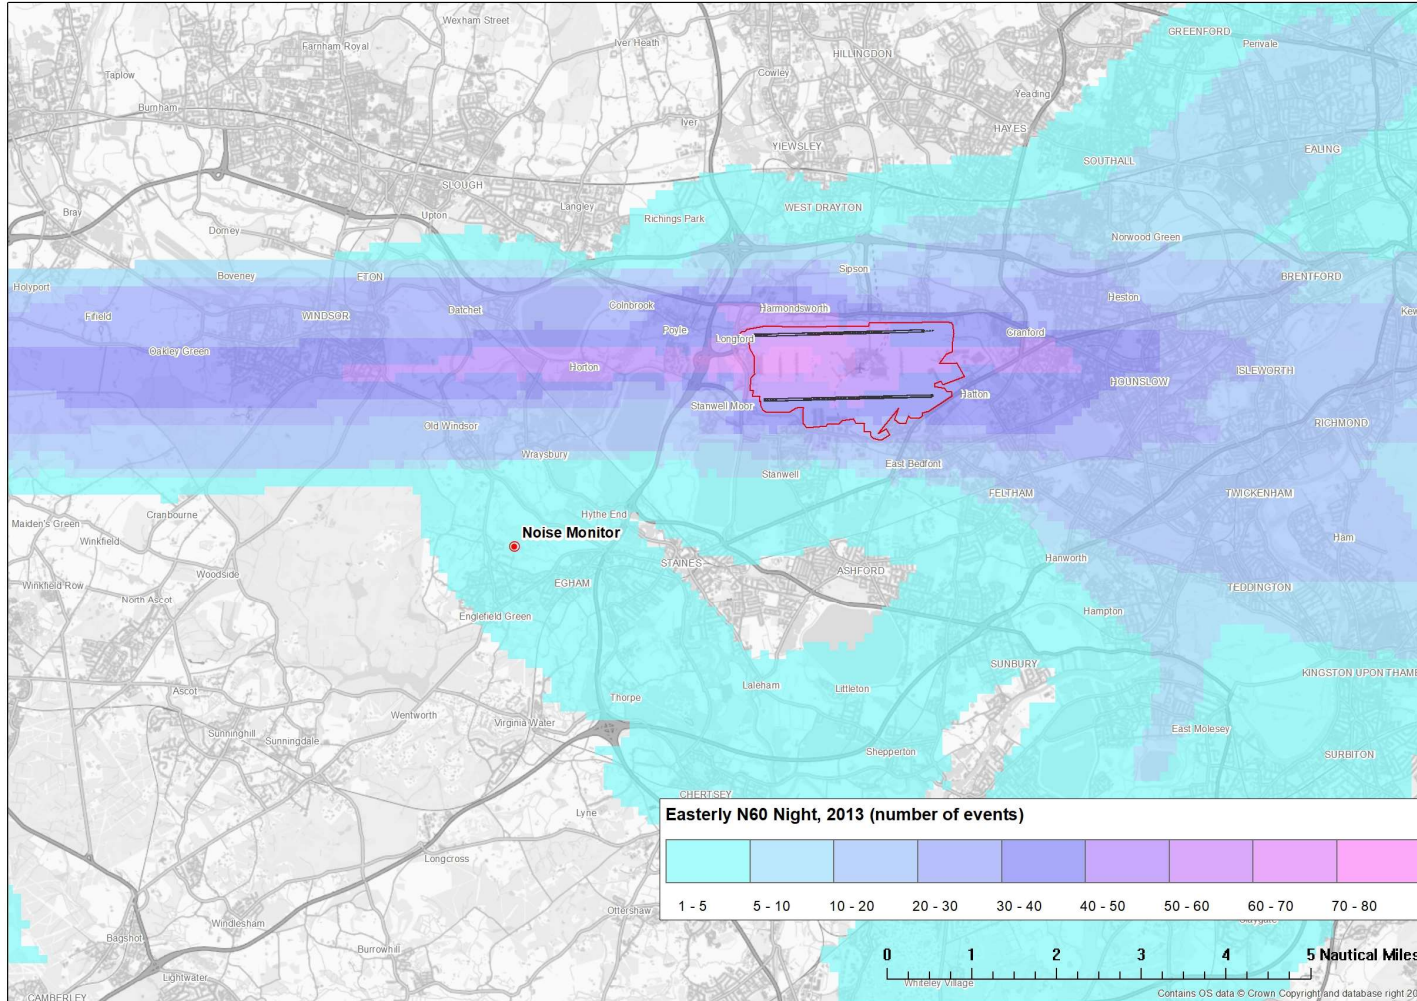 Wexham Street
GREENFORD
Farnham Royal
Iver Heath
Perivale
HILLINGDON
Taplow
Cowley
Burnham
Yeading
Iver
HAYES
YIEWSLEY
EALING
SOUTHALL
SLOUGH
Langley
WEST DRAYTON
Bray
Upton
Richings Park
Dorney
Norwood Green
Sipson
Boveney
ETON
BRENTFORD
Holyport
Heston
Colnbrook
Harmondsworth
Datchet
Kew
Fifield
WINDSOR
Poyle
Cranford
Longford
Oakley Green
Horton
HOUNSLOW
ISLEWORTH
Hatton
Stanwell Moor
RICHMOND
Old Windsor
Wraysbury
East Bedfont
Stanwell
FELTHAM
TWICKENHAM
Cranbourne
Hythe End
Maiden's Green
Noise Monitor
Ham
Winkfield
Hanworth
STAINES
ASHFORD
Woodside
Winkfield Row
EGHAM
TEDDINGTON
North Ascot
Hampton
Englefield Green
SUNBURY
KINGSTON UPON THAME
Ascot
Laleham
Littleton
Thorpe
Wentworth
Virginia Water
East Molesey
Sunninghill
Sunningdale
Shepperton
SURBITON
CHERTSEY
Lyne
Easterly N60 Night, 2013 (number of events)
Longcross
1 - 5 5 - 10 10 - 20 20 - 30 30 - 40 40 - 50 50 - 60 60 - 70 70 - 80
Ottershaw
Windlesham
Bagshot
Burrowhill
0 1 2 3 4 5 Nautical Miles
Lightwater
Whiteley Village
CAMBERLEY
Contains OS data © Crown Copyright and database right 20